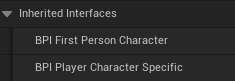 Inherited Interfaces
BPI First Person Character
BPI Player Character Specific